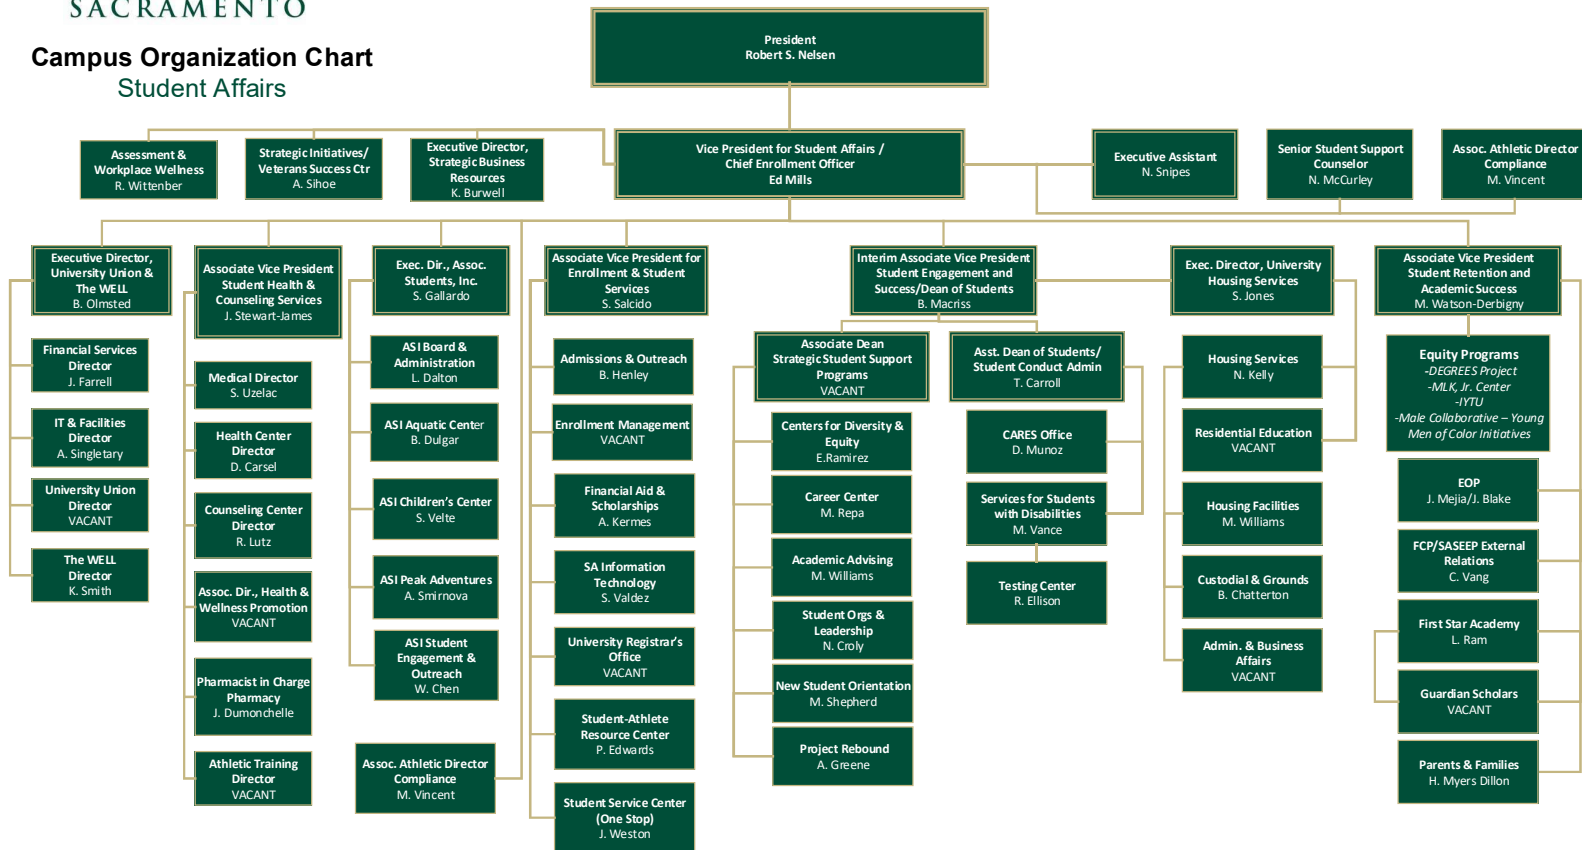 SACRAMENTO
Campus Organization Chart
Student Affairs
President
Robert S. Nelsen
Assessment &
Workplace Wellness
R. Wittenber
Strategic Initiatives/
Veterans Success Ctr
A. Sihoe
Executive Director,
Strategic Business
Resources
K. Burwell
Vice President for Student Affairs /
Chief Enrollment Officer
Ed Mills
Executive Assistant
N. Snipes
Senior Student Support
Counselor
N. McCurley
Assoc. Athletic Director
Compliance
M. Vincent
Executive Director,
University Union &
The WELL
B. Olmsted
Financial Services
Director
J. Farrell
IT & Facilities
Director
A. Singletary
University Union
Director
VACANT
The WELL
Director
K. Smith
Associate Vice President
Student Health &
Counseling Services
J. Stewart-James
Medical Director
S. Uzelac
Health Center
Director
D. Carsel
Counseling Center
Director
R. Lutz
Assoc. Dir., Health &
Wellness Promotion
VACANT
Pharmacist in Charge
Pharmacy
J. Dumonchelle
Athletic Training
Director
VACANT
Exec. Dir., Assoc.
Students, Inc.
S. Gallardo
ASI Board &
Administration
L. Dalton
ASI Aquatic Center
B. Dulgar
ASI Children's Center
S. Velte
ASI Peak Adventures
A. Smirnova
ASI Student
Engagement &
Outreach
W. Chen
Assoc. Athletic Director
Compliance
M. Vincent
Associate Vice President for
Enrollment & Student
Services
S. Salcido
Admissions & Outreach
B. Henley
Enrollment Management
VACANT
Financial Aid &
Scholarships
A. Kermes
SA Information
Technology
S. Valdez
University Registrar's
Office
VACANT
Student-Athlete
Resource Center
P. Edwards
Student Service Center
(One Stop)
J. Weston
Interim Associate Vice President
Student Engagement and
Success/Dean of Students
B. Macriss
Associate Dean
Strategic Student Support
Programs
VACANT
Centers for Diversity &
Equity
E.Ramirez
Career Center
M. Repa
Academic Advising
M. Williams
Student Orgs &
Leadership
N. Croly
New Student Orientation
M. Shepherd
Project Rebound
A. Greene
Asst. Dean of Students/
Student Conduct Admin
T. Carroll
CARES Office
D. Munoz
Services for Students
with Disabilities
M. Vance
Testing Center
R. Ellison
Exec. Director, University
Housing Services
S. Jones
Housing Services
N. Kelly
Residential Education
VACANT
Housing Facilities
M. Williams
Custodial & Grounds
B. Chatterton
Admin. & Business
Affairs
VACANT
Associate Vice President
Student Retention and
Academic Success
M. Watson-Derbigny
Equity Programs
-DEGREES Project
-MLK, Jr. Center
-IYTU
-Male Collaborative – Young
Men of Color Initiatives
EOP
J. Mejia/J. Blake
FCP/SASEEP External
Relations
C. Vang
First Star Academy
L. Ram
Guardian Scholars
VACANT
Parents & Families
H. Myers Dillon